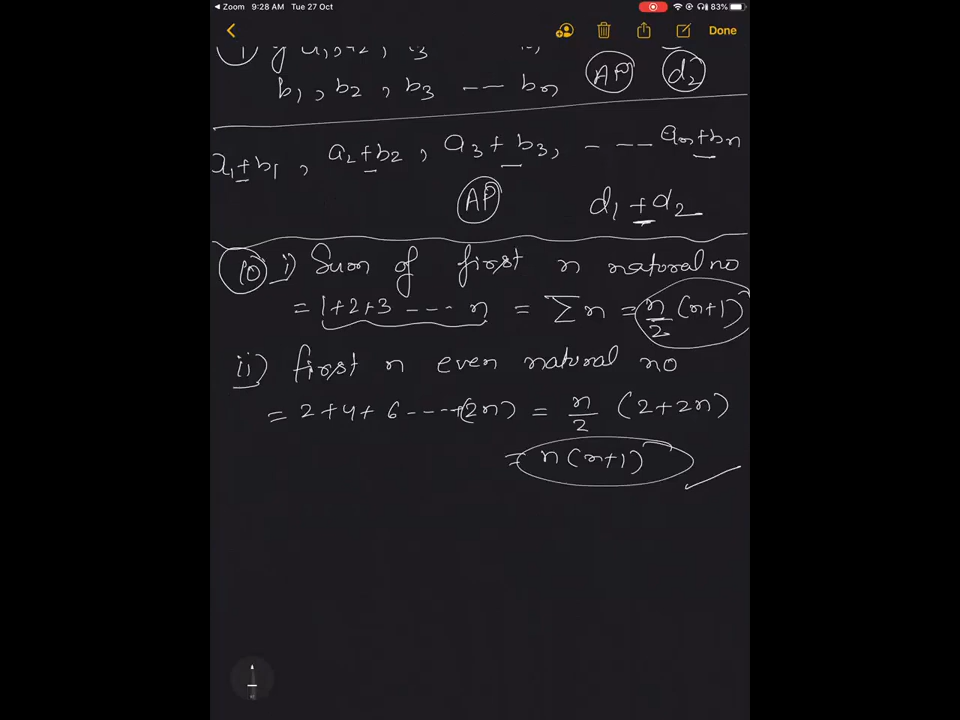 Zoom 9:28 AM Tue 27 Oct 83%
Done
b1, b2, b3 ---- bn AP d2
a1+b1, a2+b2, a3+b3, ---- an+bn
AP d1+d2
10 i) Sum of first n natural no
= 1+2+3 ---- n = ∑n = n/2 (n+1)
ii) first n even natural no
= 2+4+6 ----+(2n) = n/2 (2+2n)
= n(n+1)